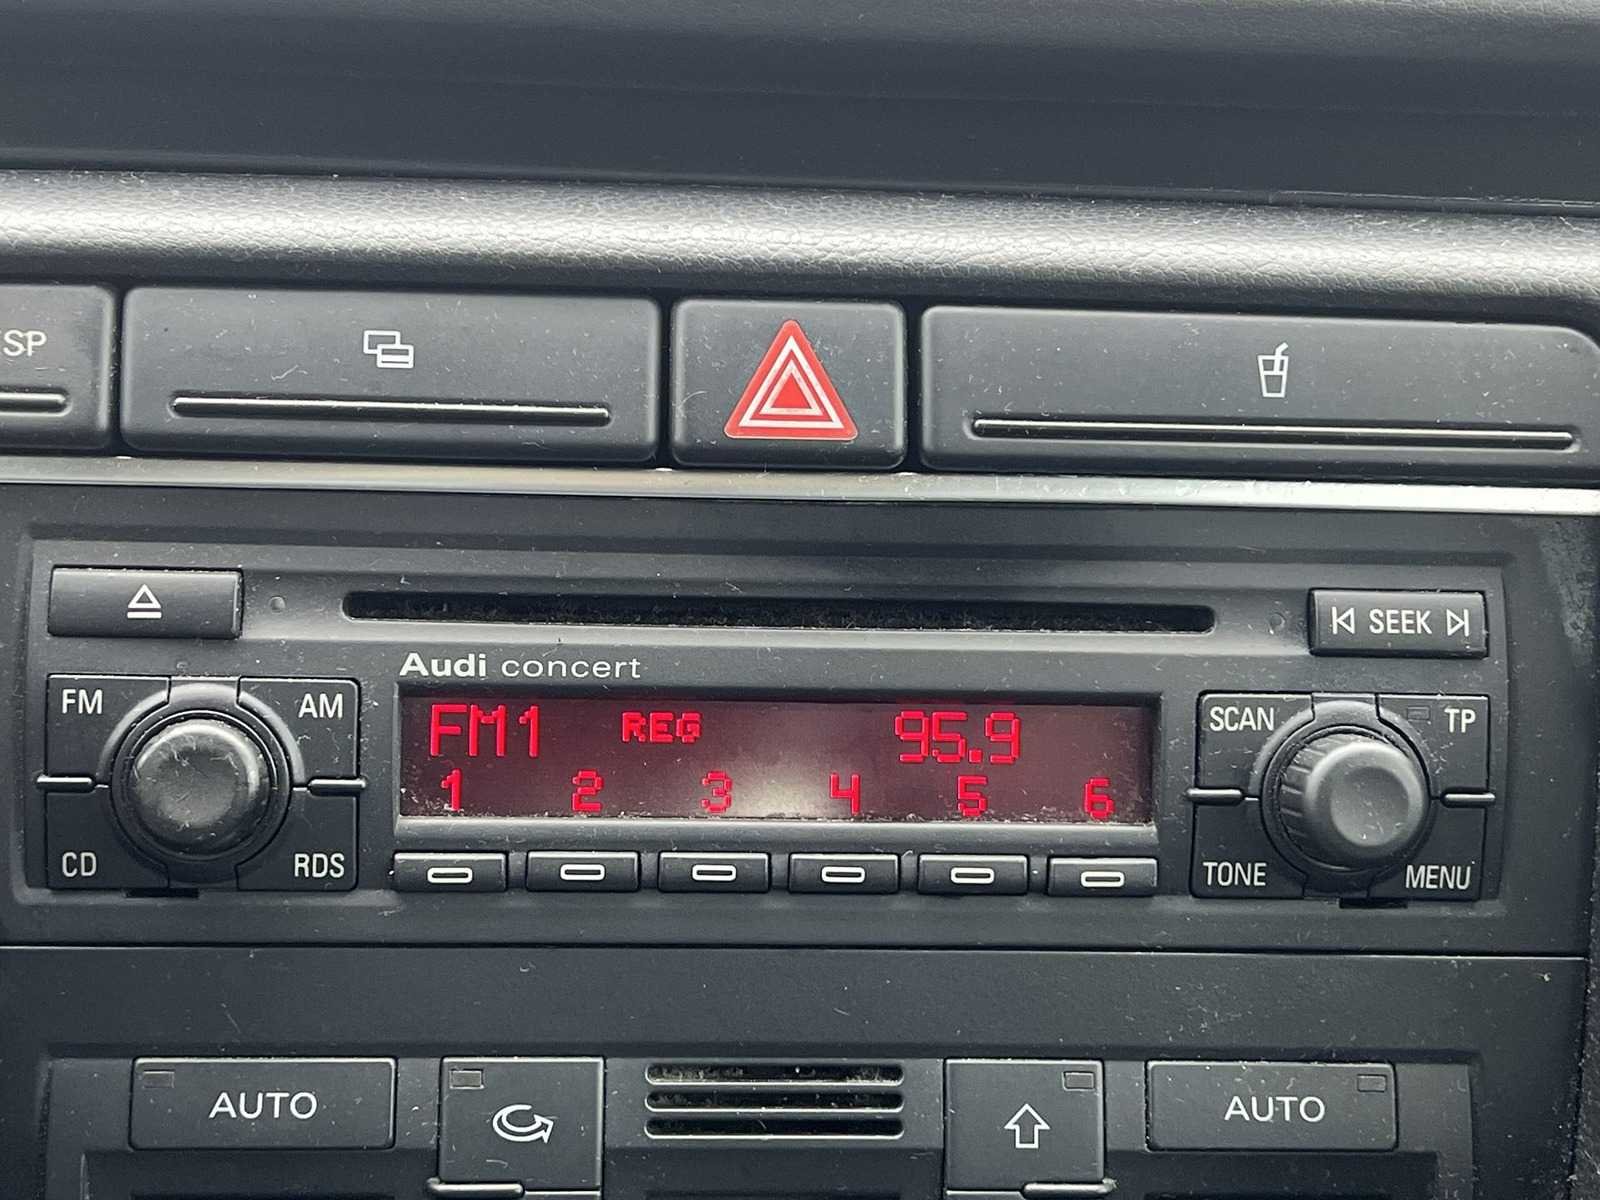 SP
SEEK
Audi concert
FM
AM
FM1 REG 95.9
SCAN
TP
1 2 3 4 5 6
CD
RDS
TONE
MENU
AUTO
AUTO